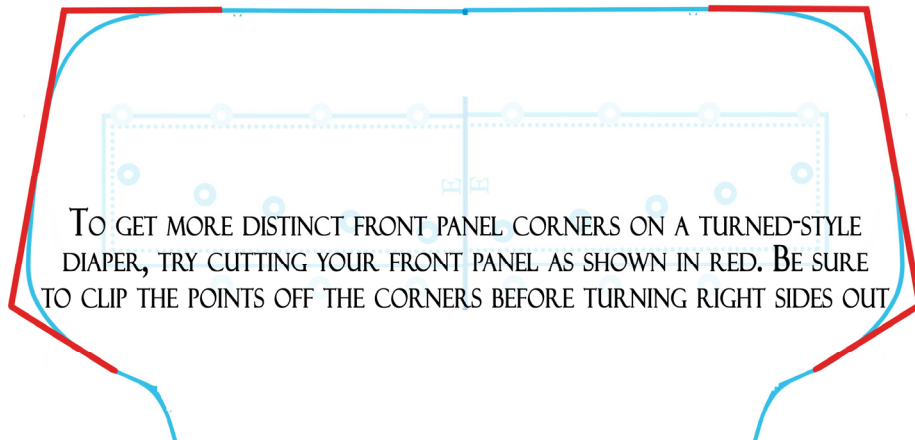 E E
To get more distinct front panel corners on a turned-style
diaper, try cutting your front panel as shown in red. Be sure
to clip the points off the corners before turning right sides out